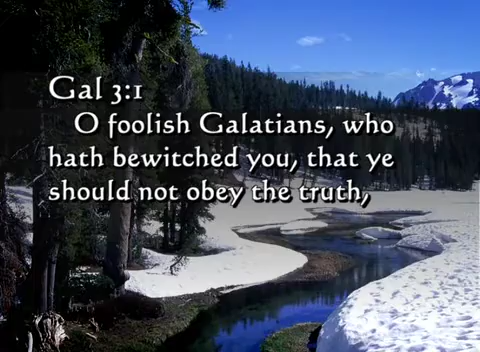 Gal 3:1
O foolish Galatians, who
hath bewitched you, that ye
should not obey the truth,